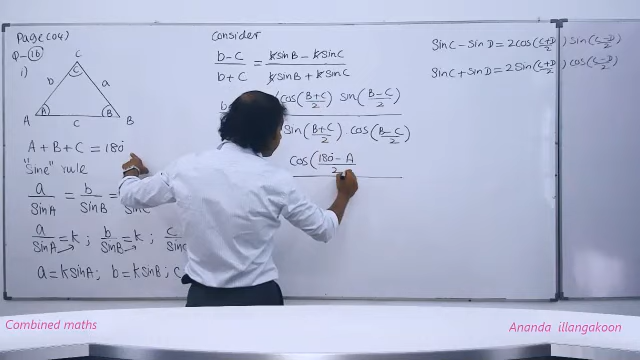 Page(04)
Q-16
1)
C
C
b a
A A B B
C
A + B + C = 180°
"Sine" rule
a/SinA = b/SinB =
SinC
a/SinA = k ; b/SinB = k ; c/Sin
a = kSinA ; b = kSinB ; C
Consider
b-C/b+C = kSinB - kSinC/kSinB + kSinC
b
Cos(B+C/2) Sin(B-C/2)
Sin(B+C/2) · Cos(B-C/2)
Cos(180°-A/2
SinC - SinD = 2Cos(C+D/2) Sin(C-D/2)
SinC + SinD = 2Sin(C+D/2) Cos(C-D/2)
Combined maths
Ananda illangakoon